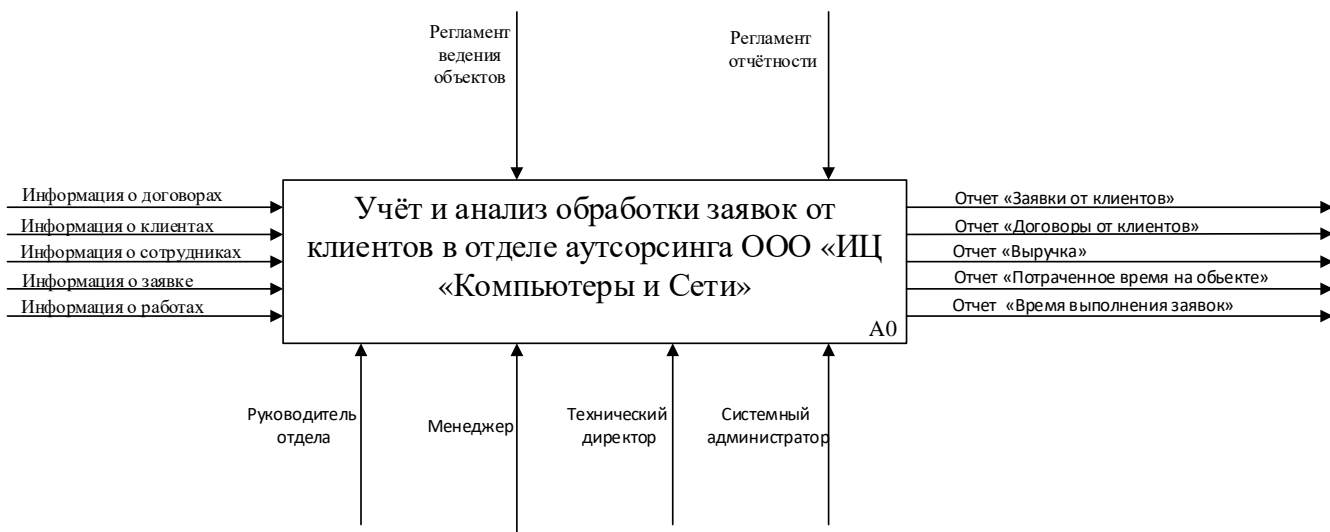 Регламент
ведения
объектов
Регламент
отчётности
Информация о договорах
Информация о клиентах
Информация о сотрудниках
Информация о заявке
Информация о работах
Учёт и анализ обработки заявок от
клиентов в отделе аутсорсинга ООО «ИЦ
«Компьютеры и Сети»
A0
Отчет «Заявки от клиентов»
Отчет «Договоры от клиентов»
Отчет «Выручка»
Отчет «Потраченное время на обьекте»
Отчет «Время выполнения заявок»
Руководитель
отдела
Менеджер
Технический
директор
Системный
администратор